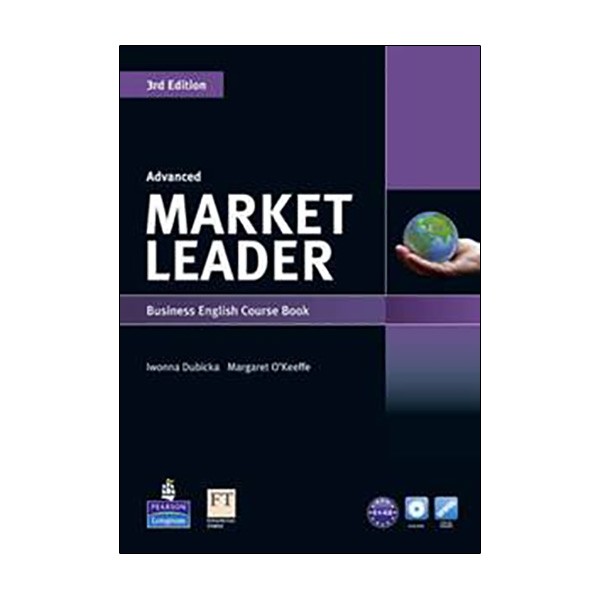 3rd Edition
Advanced
MARKET
LEADER
Business English Course Book
Iwonna Dubicka Margaret O'Keeffe
PEARSON
Longman
FT